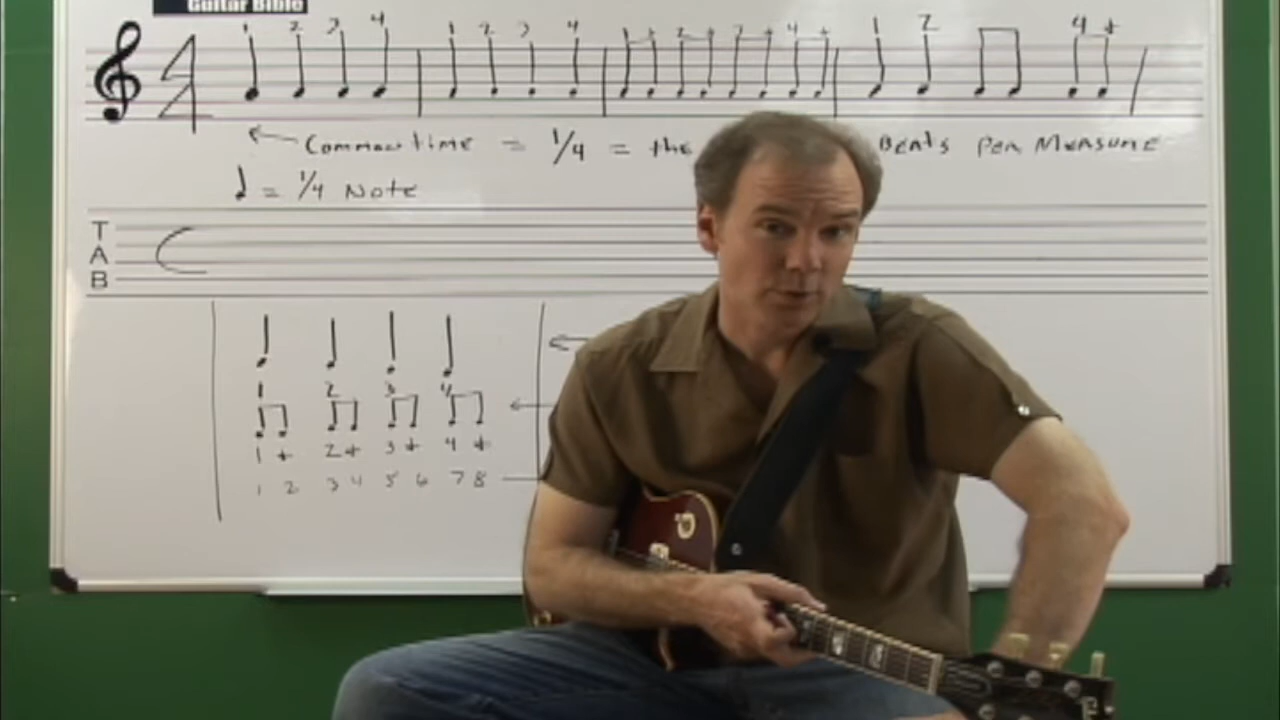 Guitar Bible
1 2 3 4 1 2 3 4 1 + 2 + 3 + 4 + 1 2 4 +
4
4
Common time = 1/4 = the Beats Per Measure
= 1/4 Note
T
A
B
1 2 3 4
1 + 2 + 3 + 4 +
1 2 3 4 5 6 7 8